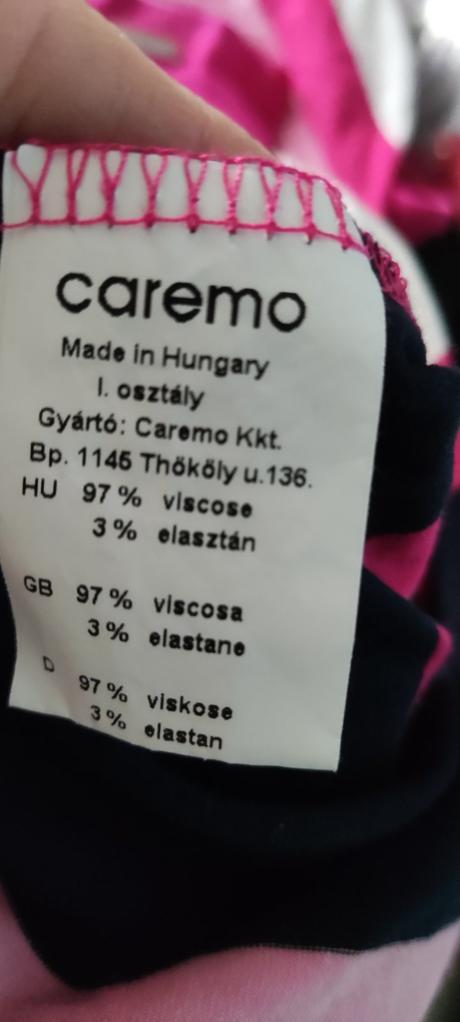 caremo
Made in Hungary
I. osztály
Gyártó: Caremo Kkt.
Bp. 1145 Thököly u.136.
HU 97 % viscose
3 % elasztán
GB 97 % viscosa
3 % elastane
D 97 % viskose
3 % elastan